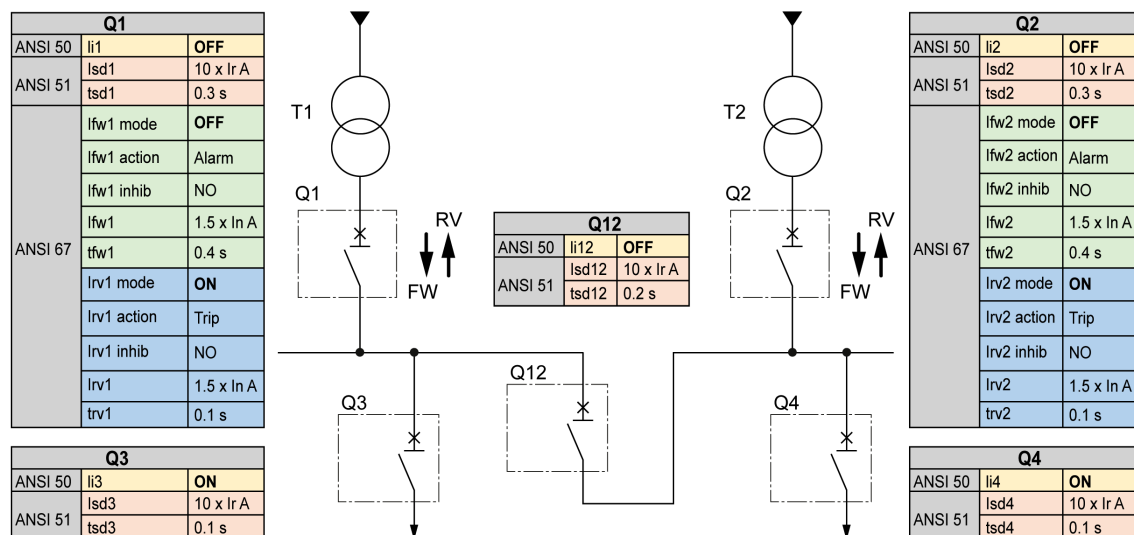 Q1
ANSI 50 Ii1 OFF
ANSI 51 Isd1 10 x Ir A
tsd1 0.3 s
ANSI 67 Ifw1 mode OFF
Ifw1 action Alarm
Ifw1 inhib NO
Ifw1 1.5 x In A
tfw1 0.4 s
Irv1 mode ON
Irv1 action Trip
Irv1 inhib NO
Irv1 1.5 x In A
trv1 0.1 s
Q3
ANSI 50 Ii3 ON
ANSI 51 Isd3 10 x Ir A
tsd3 0.1 s
T1
Q1
RV
FW
Q3
Q12
ANSI 50 Ii12 OFF
ANSI 51 Isd12 10 x Ir A
tsd12 0.2 s
Q12
T2
Q2
RV
FW
Q4
Q2
ANSI 50 Ii2 OFF
ANSI 51 Isd2 10 x Ir A
tsd2 0.3 s
ANSI 67 Ifw2 mode OFF
Ifw2 action Alarm
Ifw2 inhib NO
Ifw2 1.5 x In A
tfw2 0.4 s
Irv2 mode ON
Irv2 action Trip
Irv2 inhib NO
Irv2 1.5 x In A
trv2 0.1 s
Q4
ANSI 50 Ii4 ON
ANSI 51 Isd4 10 x Ir A
tsd4 0.1 s